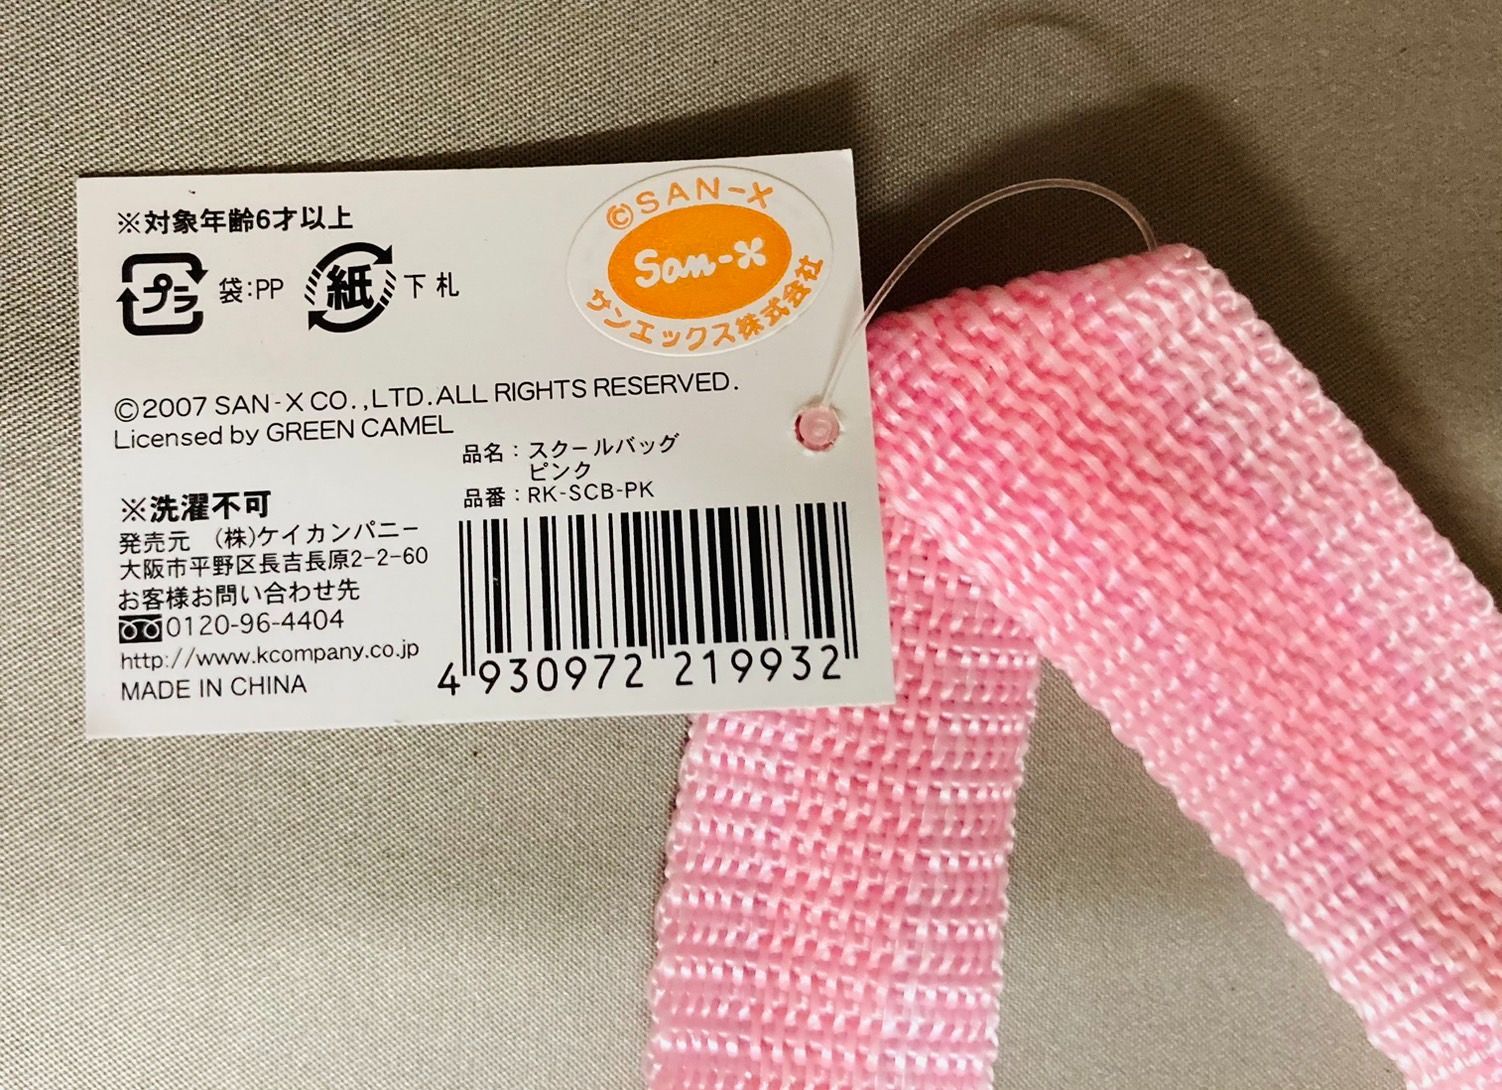 ※対象年齢6才以上
プラ 袋:PP 紙 下札
©SAN-X
San-x
サンエックス株式会社
©2007 SAN-X CO.,LTD.ALL RIGHTS RESERVED.
Licensed by GREEN CAMEL
品名:スクールバッグ
ピンク
品番:RK-SCB-PK
※洗濯不可
発売元 (株)ケイカンパニー
大阪市平野区長吉長原2-2-60
お客様お問い合わせ先
0120-96-4404
http://www.kcompany.co.jp
MADE IN CHINA
4 930972 219932